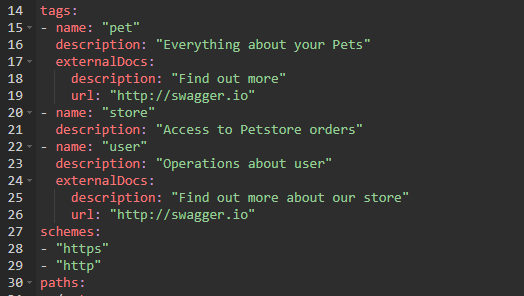 14 tags:
15 - name: "pet"
16   description: "Everything about your Pets"
17   externalDocs:
18     description: "Find out more"
19     url: "http://swagger.io"
20 - name: "store"
21   description: "Access to Petstore orders"
22 - name: "user"
23   description: "Operations about user"
24   externalDocs:
25     description: "Find out more about our store"
26     url: "http://swagger.io"
27 schemes:
28 - "https"
29 - "http"
30 paths: